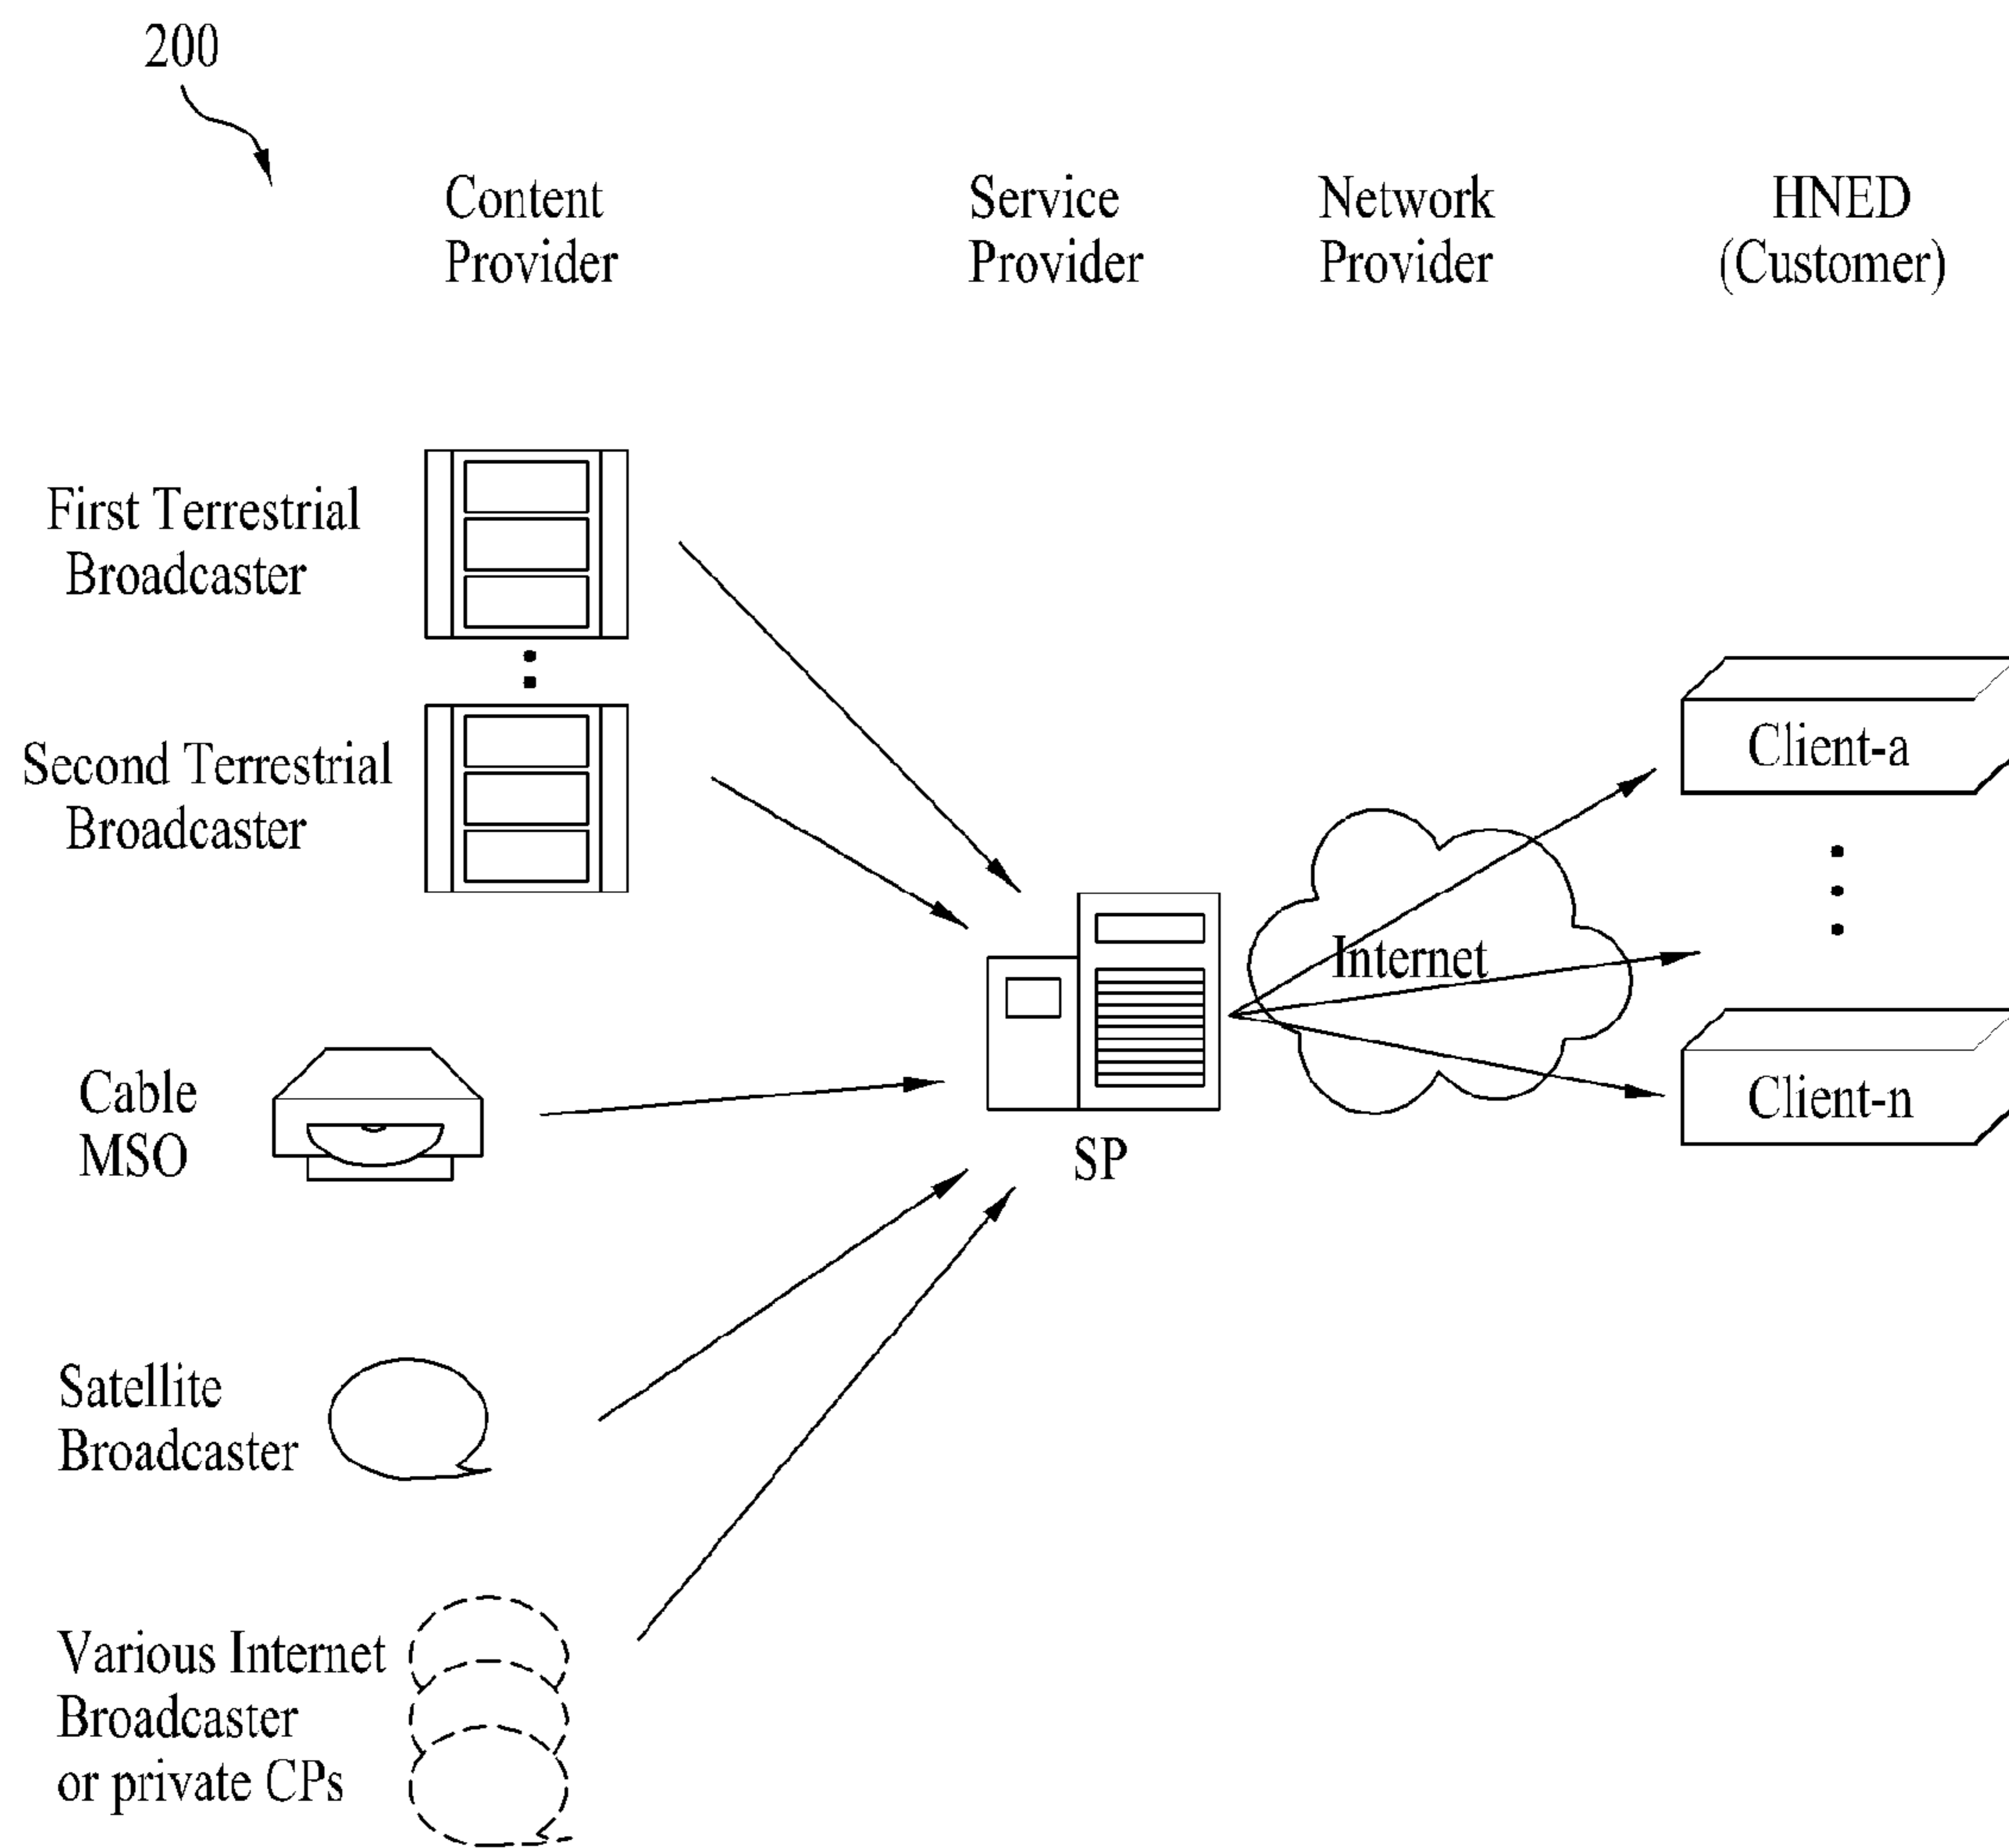 200
Content
Provider
Service
Provider
Network
Provider
HNED
(Customer)
First Terrestrial
Broadcaster
Second Terrestrial
Broadcaster
Client-a
Internet
Cable
MSO
SP
Client-n
Satellite
Broadcaster
Various Internet
Broadcaster
or private CPs